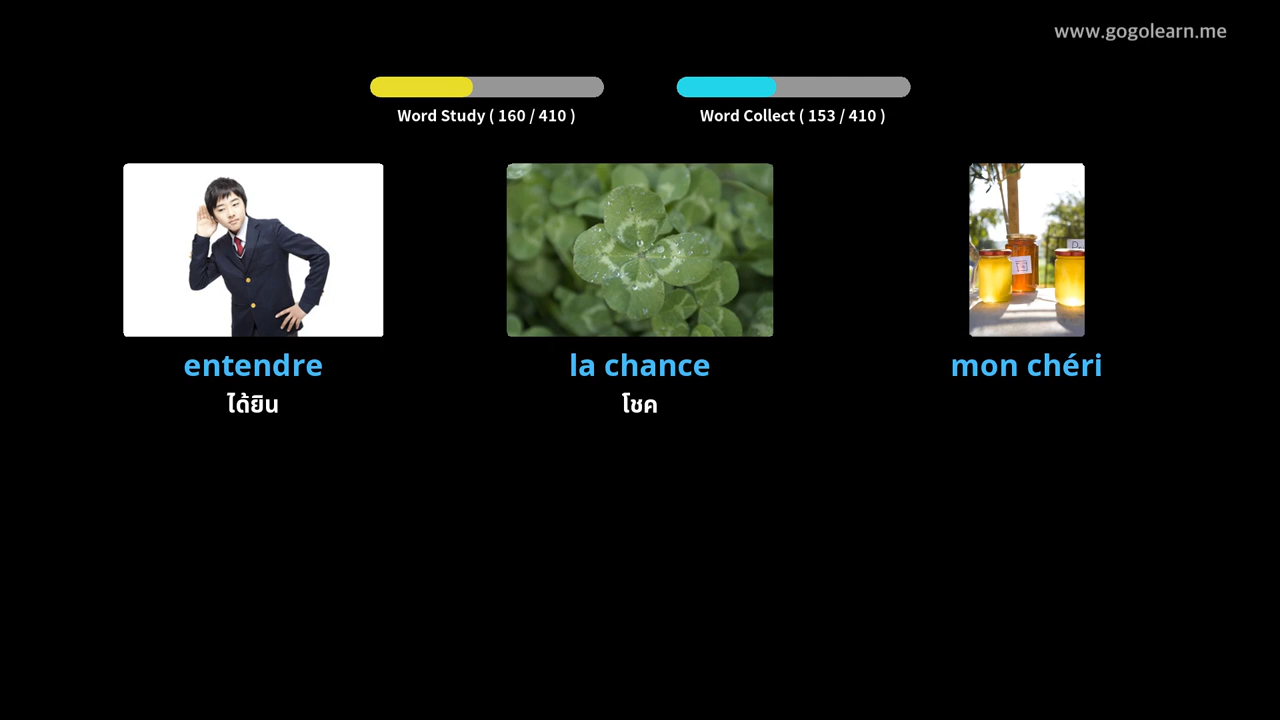 www.gogolearn.me
Word Study ( 160 / 410 )
Word Collect ( 153 / 410 )
entendre
ได้ยิน
la chance
โชค
mon chéri